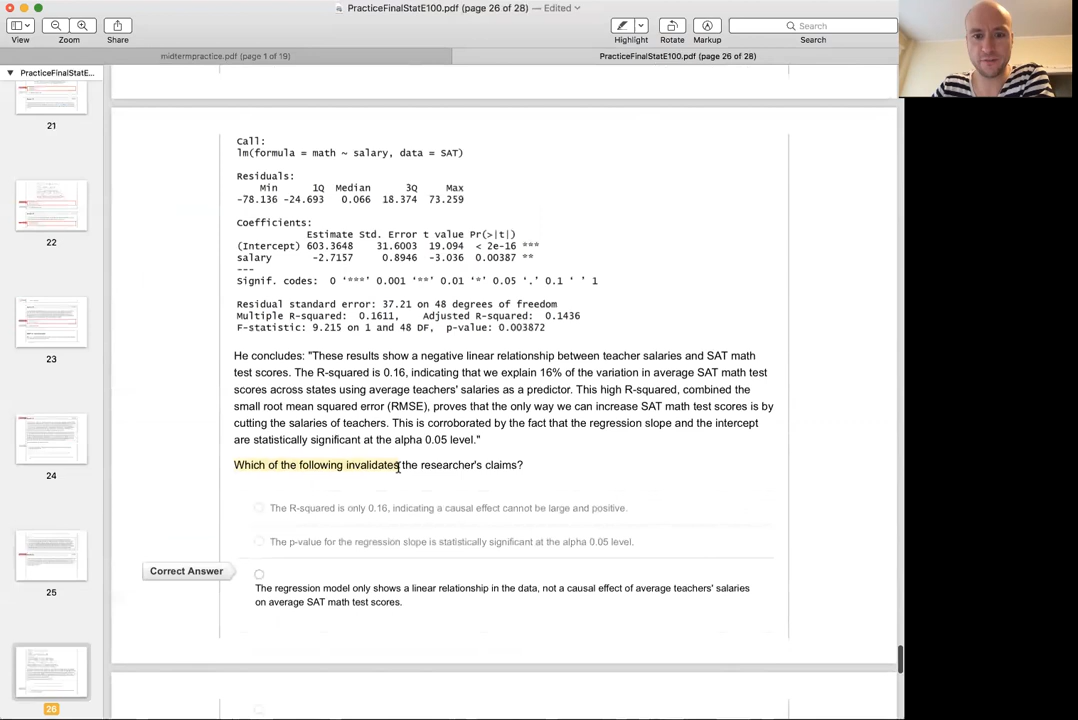 PracticeFinalStatE100.pdf (page 26 of 28) — Edited
View
Zoom
Share
Highlight
Rotate
Markup
Search
Search
midtermpractice.pdf (page 1 of 19)
PracticeFinalStatE100.pdf (page 26 of 28)
PracticeFinalStatE...
21
22
23
24
25
26
Call:
lm(formula = math ~ salary, data = SAT)
Residuals:
Min 1Q Median 3Q Max
-78.136 -24.693 0.066 18.374 73.259
Coefficients:
Estimate Std. Error t value Pr(>|t|)
(Intercept) 603.3648 31.6003 19.094 < 2e-16 ***
salary -2.7157 0.8946 -3.036 0.00387 **
---
Signif. codes: 0 ‘***’ 0.001 ‘**’ 0.01 ‘*’ 0.05 ‘.’ 0.1 ‘ ’ 1
Residual standard error: 37.21 on 48 degrees of freedom
Multiple R-squared: 0.1611, Adjusted R-squared: 0.1436
F-statistic: 9.215 on 1 and 48 DF, p-value: 0.003872
He concludes: "These results show a negative linear relationship between teacher salaries and SAT math
test scores. The R-squared is 0.16, indicating that we explain 16% of the variation in average SAT math test
scores across states using average teachers' salaries as a predictor. This high R-squared, combined the
small root mean squared error (RMSE), proves that the only way we can increase SAT math test scores is by
cutting the salaries of teachers. This is corroborated by the fact that the regression slope and the intercept
are statistically significant at the alpha 0.05 level."
Which of the following invalidates the researcher's claims?
The R-squared is only 0.16, indicating a causal effect cannot be large and positive.
The p-value for the regression slope is statistically significant at the alpha 0.05 level.
Correct Answer
The regression model only shows a linear relationship in the data, not a causal effect of average teachers' salaries
on average SAT math test scores.